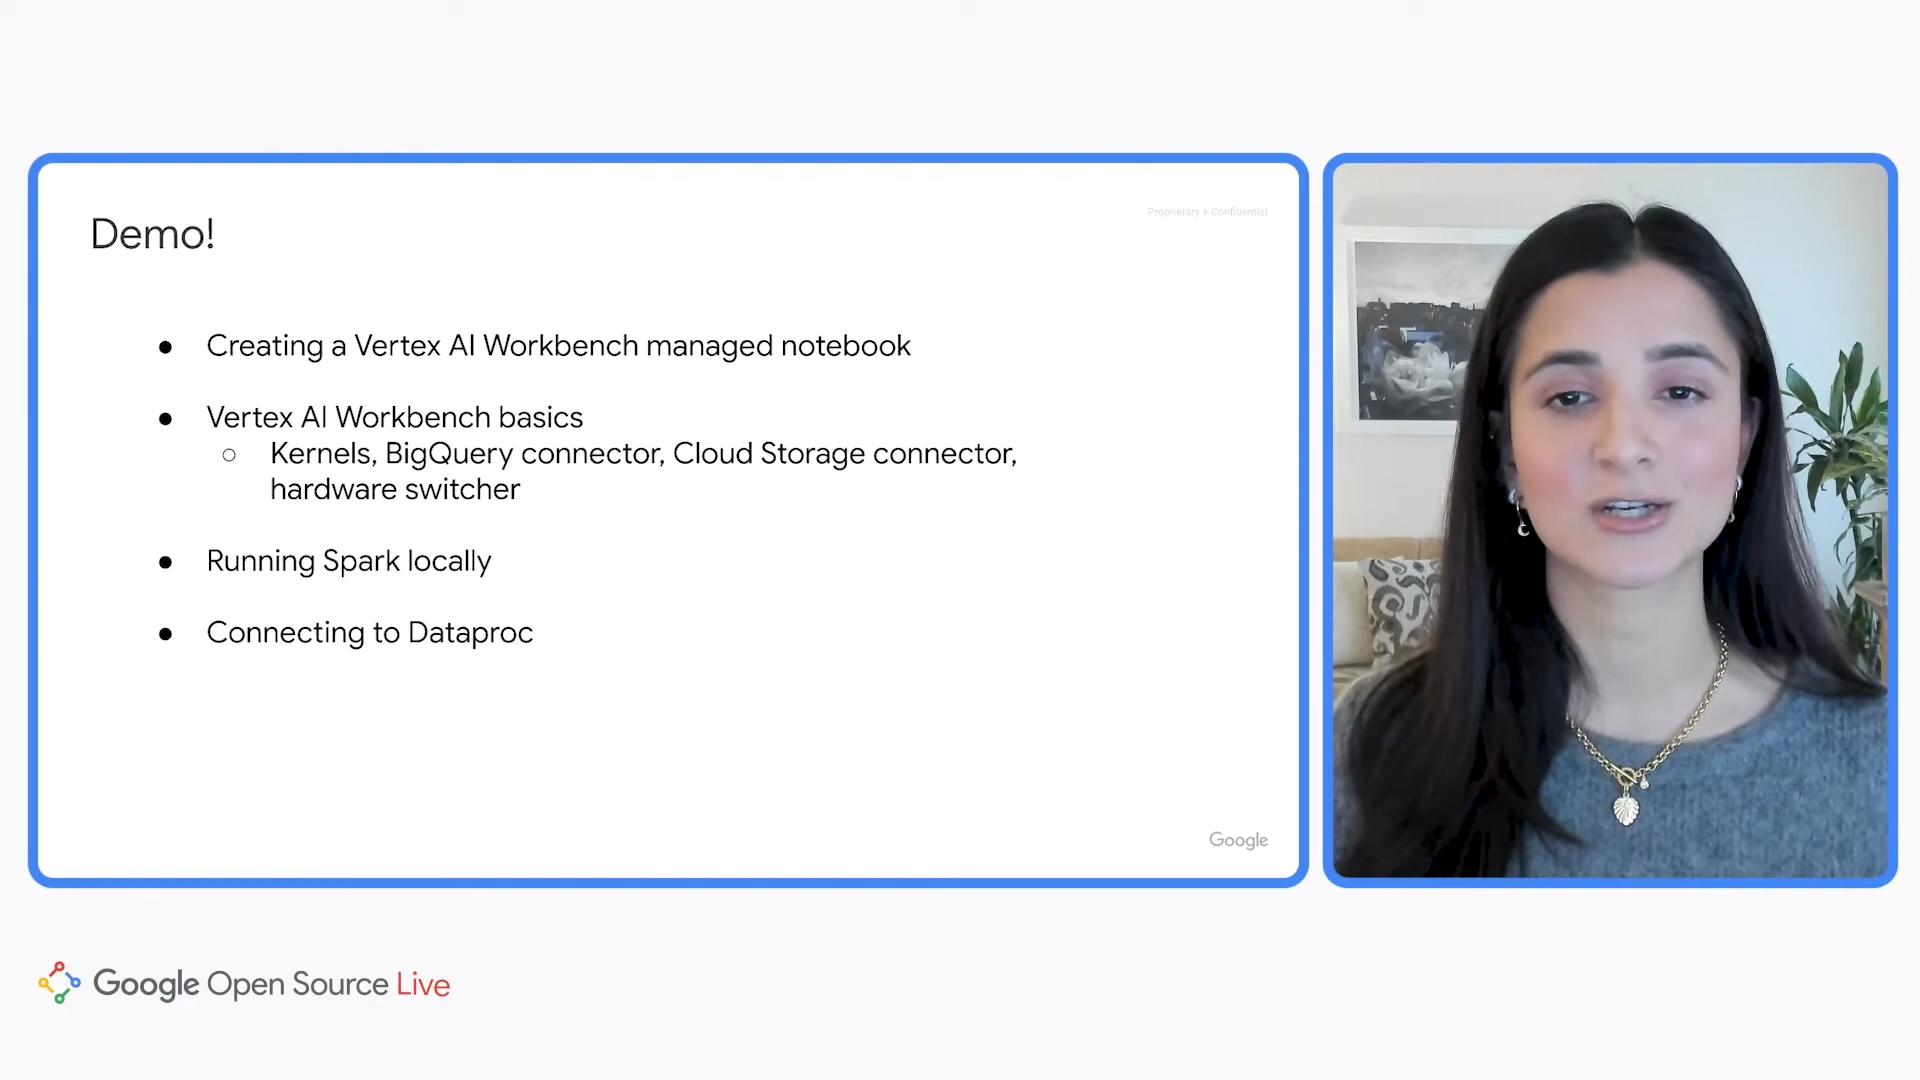 Demo!
Proprietary + Confidential
● Creating a Vertex AI Workbench managed notebook
● Vertex AI Workbench basics
○ Kernels, BigQuery connector, Cloud Storage connector,
hardware switcher
● Running Spark locally
● Connecting to Dataproc
Google
Google Open Source Live